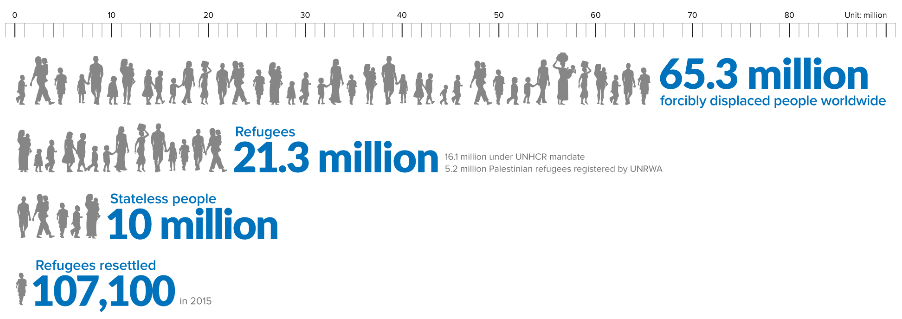 0 10 20 30 40 50 60 70 80 Unit: million
65.3 million
forcibly displaced people worldwide
Refugees
21.3 million
16.1 million under UNHCR mandate
5.2 million Palestinian refugees registered by UNRWA
Stateless people
10 million
Refugees resettled
107,100 in 2015